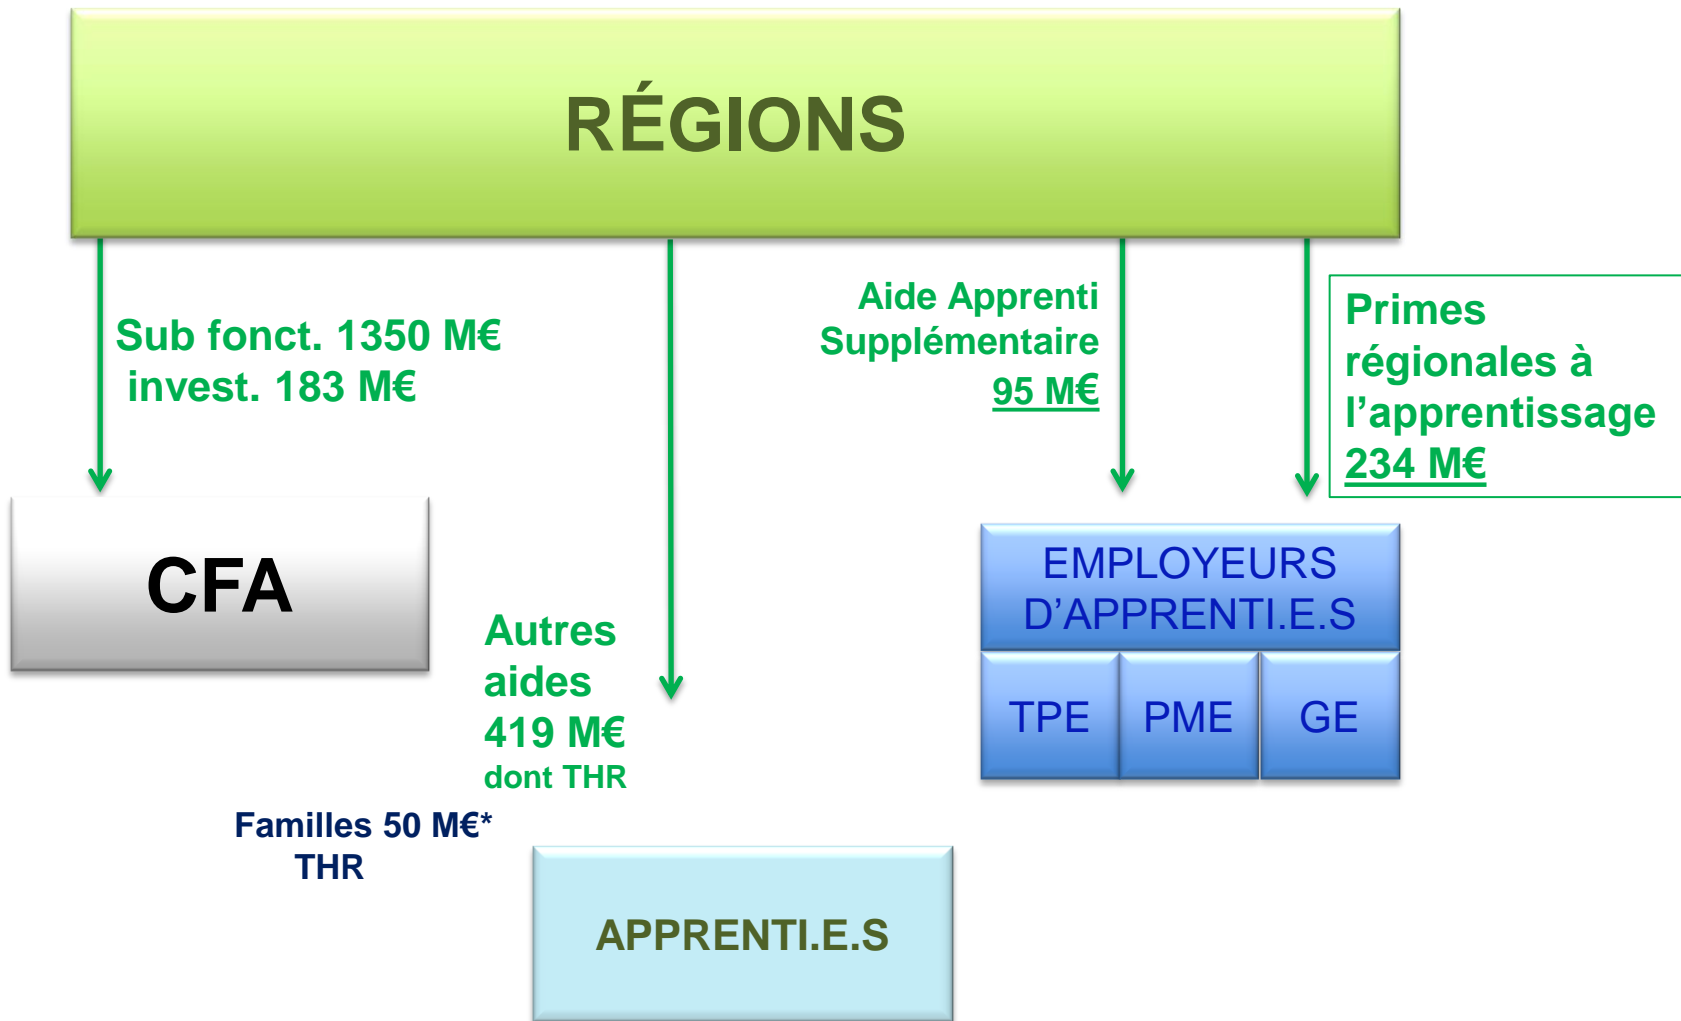 RÉGIONS
Sub fonct. 1350 M€
invest. 183 M€
Aide Apprenti
Supplémentaire
95 M€
Primes
régionales à
l’apprentissage
234 M€
CFA
EMPLOYEURS
D’APPRENTI.E.S
TPE
PME
GE
Autres
aides
419 M€
dont THR
Familles 50 M€*
THR
APPRENTI.E.S